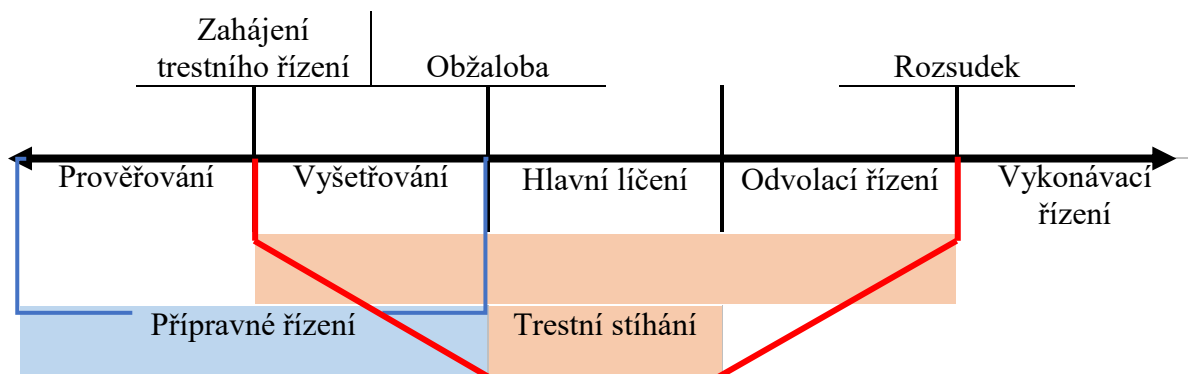 Zahájení
trestního řízení
Obžaloba
Rozsudek
Prověřování
Vyšetřování
Hlavní líčení
Odvolací řízení
Vykonávací
řízení
Přípravné řízení
Trestní stíhání